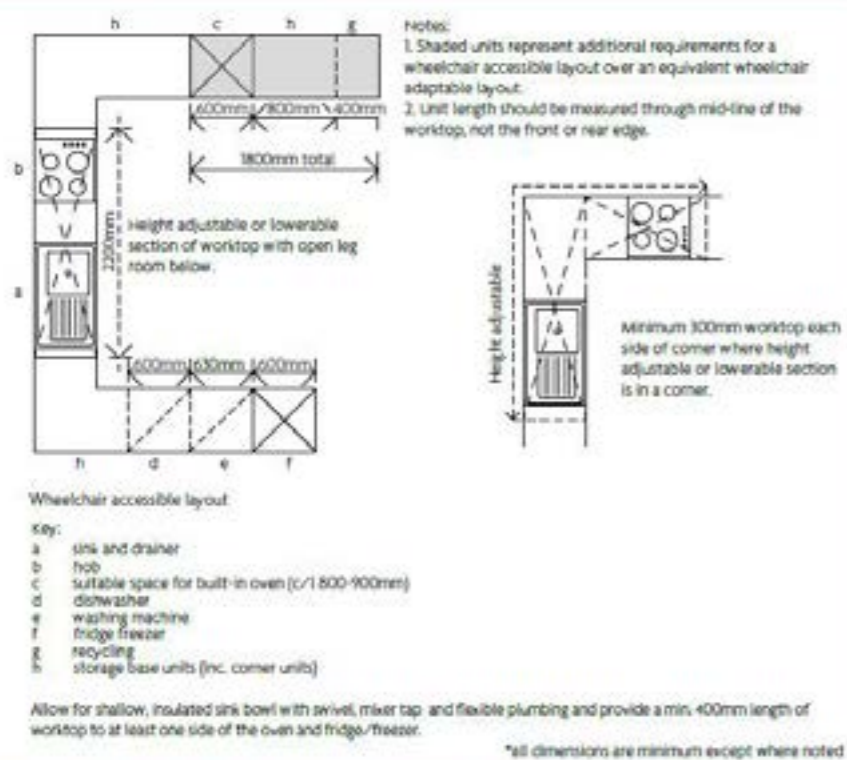 h c h g
Notes:
1. Shaded units represent additional requirements for a
wheelchair accessible layout over an equivalent wheelchair
adaptable layout.
2. Unit length should be measured through mid-line of the
worktop, not the front or rear edge.
600mm 800mm 400mm
1800mm total
b
2200mm
Height adjustable or lowerable
section of worktop with open leg
room below.
a
Height adjustable
Minimum 300mm worktop each
side of corner where height
adjustable or lowerable section
is in a corner.
600mm 630mm 600mm
h d e f
Wheelchair accessible layout
Key:
a sink and drainer
b hob
c suitable space for built-in oven (c/l 800-900mm)
d dishwasher
e washing machine
f fridge freezer
g recycling
h storage base units (inc. corner units)
Allow for shallow, insulated sink bowl with swivel, mixer tap and flexible plumbing and provide a min. 400mm length of
worktop to at least one side of the oven and fridge/freezer.
*all dimensions are minimum except where noted